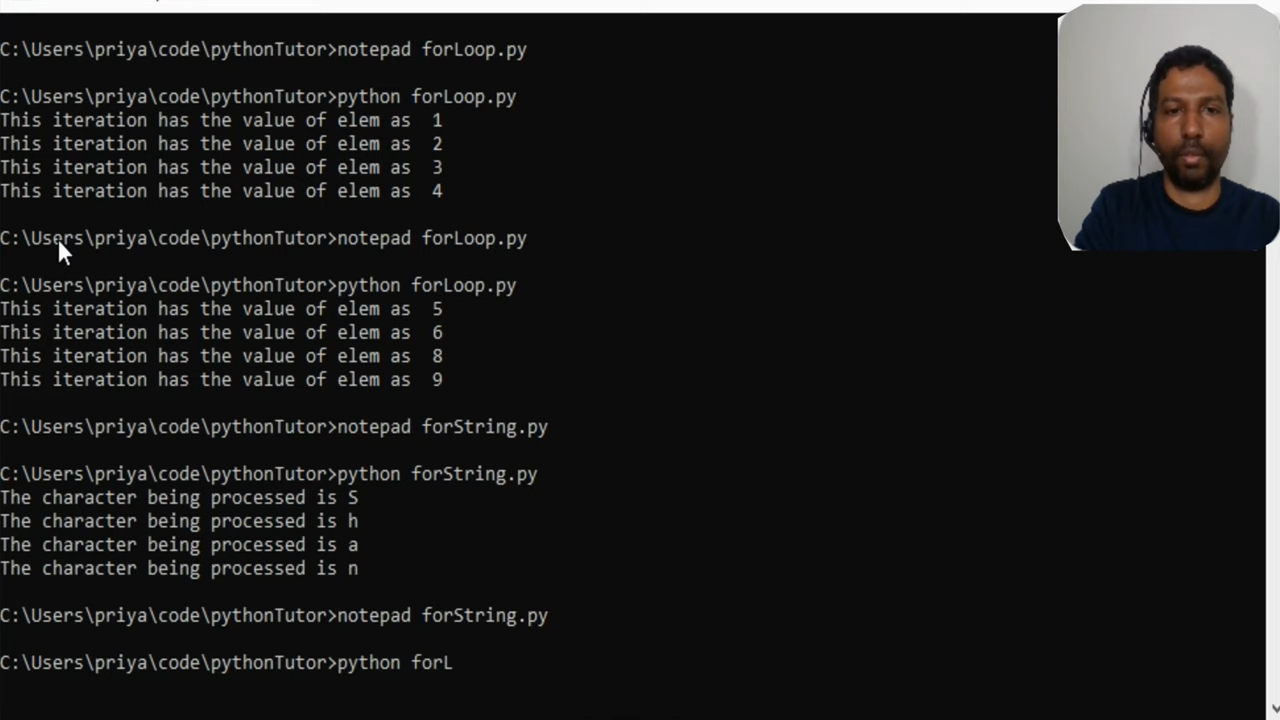 C:\Users\priya\code\pythonTutor>notepad forLoop.py
C:\Users\priya\code\pythonTutor>python forLoop.py
This iteration has the value of elem as  1
This iteration has the value of elem as  2
This iteration has the value of elem as  3
This iteration has the value of elem as  4
C:\Users\priya\code\pythonTutor>notepad forLoop.py
C:\Users\priya\code\pythonTutor>python forLoop.py
This iteration has the value of elem as  5
This iteration has the value of elem as  6
This iteration has the value of elem as  8
This iteration has the value of elem as  9
C:\Users\priya\code\pythonTutor>notepad forString.py
C:\Users\priya\code\pythonTutor>python forString.py
The character being processed is S
The character being processed is h
The character being processed is a
The character being processed is n
C:\Users\priya\code\pythonTutor>notepad forString.py
C:\Users\priya\code\pythonTutor>python forL